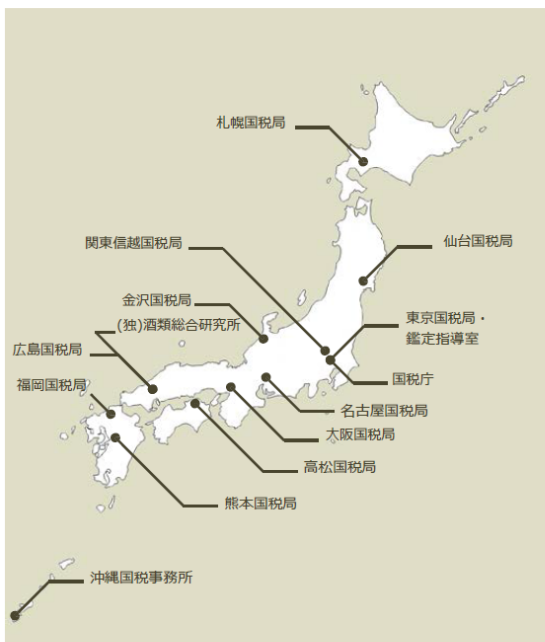 札幌国税局
関東信越国税局
仙台国税局
金沢国税局
(独)酒類総合研究所
東京国税局・
鑑定指導室
広島国税局
国税庁
福岡国税局
名古屋国税局
大阪国税局
高松国税局
熊本国税局
沖縄国税事務所